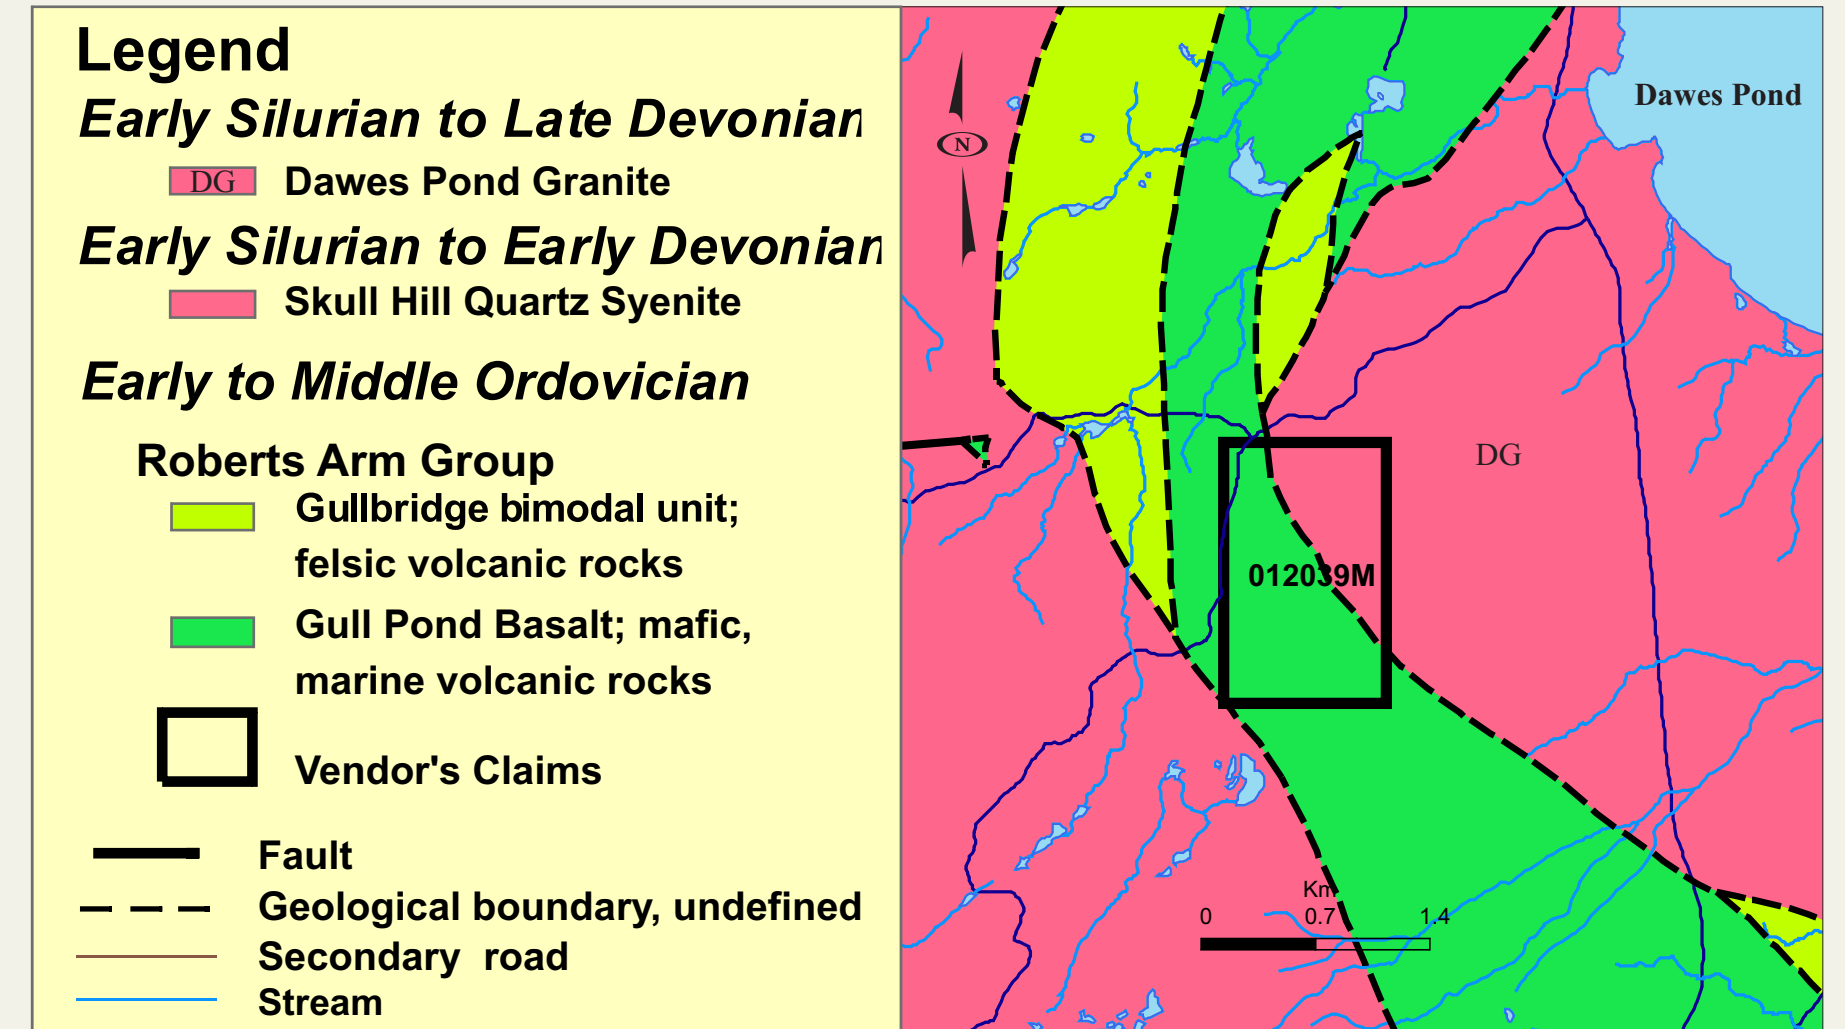 Legend
Early Silurian to Late Devonian
DG Dawes Pond Granite
Early Silurian to Early Devonian
Skull Hill Quartz Syenite
Early to Middle Ordovician
Roberts Arm Group
Gullbridge bimodal unit;
felsic volcanic rocks
Gull Pond Basalt; mafic,
marine volcanic rocks
Vendor's Claims
Fault
Geological boundary, undefined
Secondary road
Stream
Dawes Pond
N
DG
012039M
Km
0 0.7 1.4